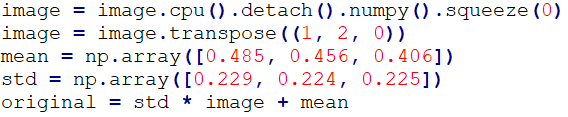 image = image.cpu().detach().numpy().squeeze(0)
image = image.transpose((1, 2, 0))
mean = np.array([0.485, 0.456, 0.406])
std = np.array([0.229, 0.224, 0.225])
original = std * image + mean